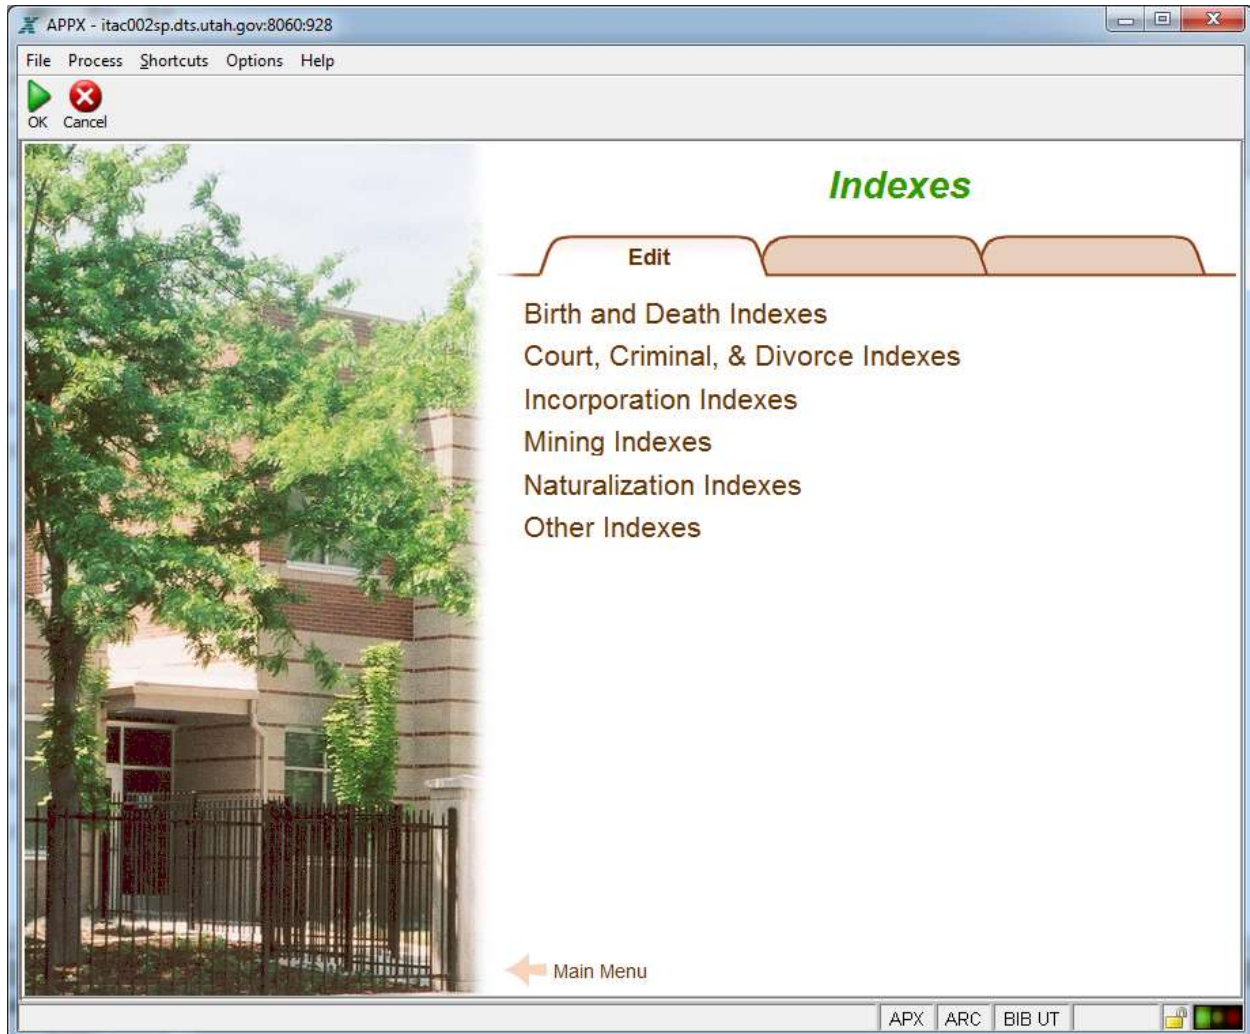 APPX - itac002sp.dts.utah.gov:8060:928
File Process Shortcuts Options Help
OK Cancel
Indexes
Edit
Birth and Death Indexes
Court, Criminal, & Divorce Indexes
Incorporation Indexes
Mining Indexes
Naturalization Indexes
Other Indexes
Main Menu
APX ARC BIB UT